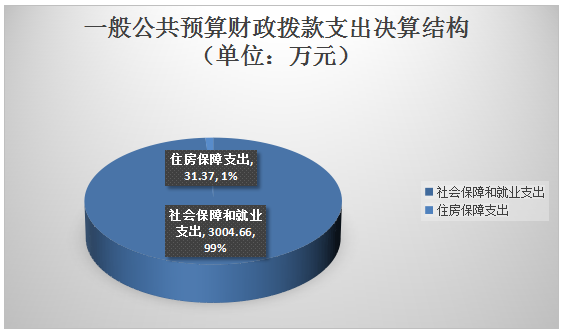 一般公共预算财政拨款支出决算结构
（单位：万元）
住房保障支出,
31.37, 1%
社会保障和就业
支出, 3004.66,
99%
社会保障和就业支出
住房保障支出